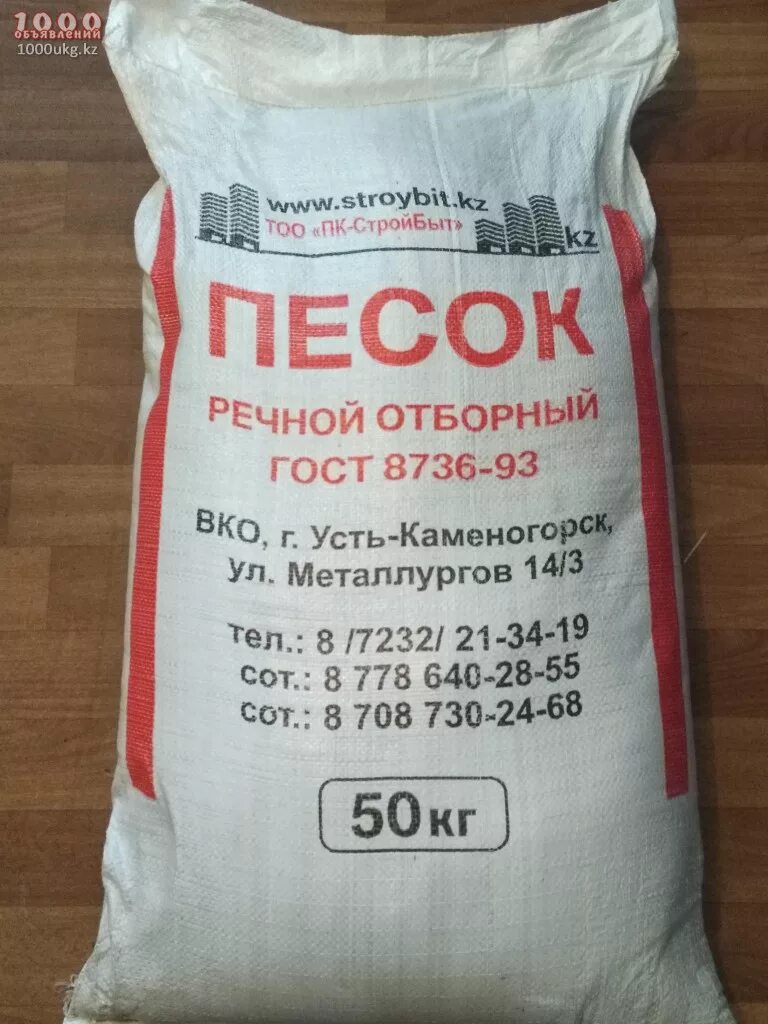 1000
объявлений
1000ukg.kz
www.stroybit.kz
ТОО «ПК-СтройБыт»
kz
ПЕСОК
РЕЧНОЙ ОТБОРНЫЙ
ГОСТ 8736-93
ВКО, г. Усть-Каменогорск,
ул. Металлургов 14/3
тел.: 8 /7232/ 21-34-19
сот.: 8 778 640-28-55
сот.: 8 708 730-24-68
50кг